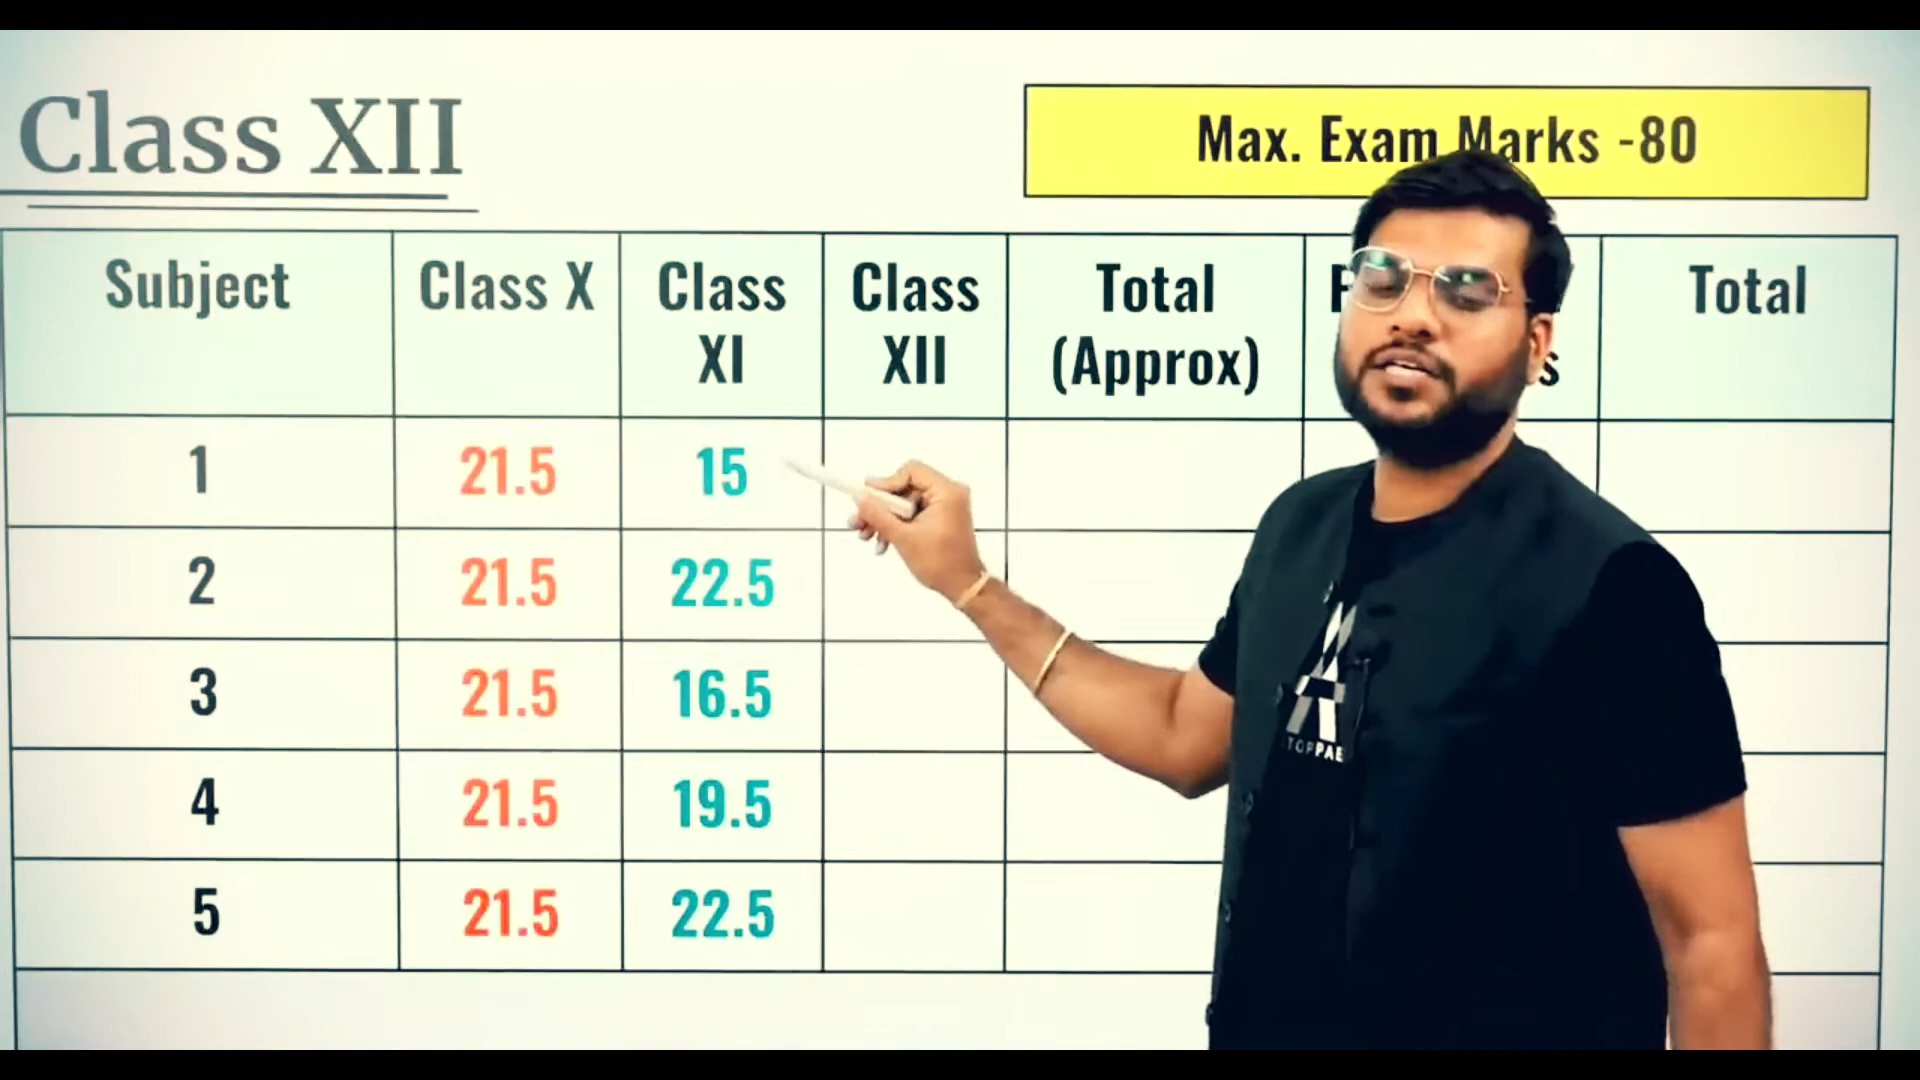 Class XII
Max. Exam Marks -80
Subject
Class X
Class
XI
Class
XII
Total
(Approx)
Total
1 21.5 15
2 21.5 22.5
3 21.5 16.5
4 21.5 19.5
5 21.5 22.5